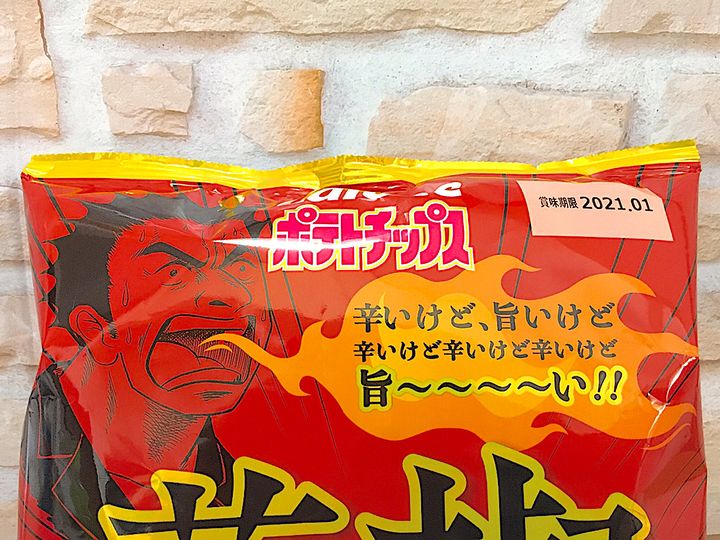 ポテトチップス
賞味期限 2021.01
辛いけど、旨いけど
辛いけど辛いけど辛いけど
旨〜〜〜〜〜い!!